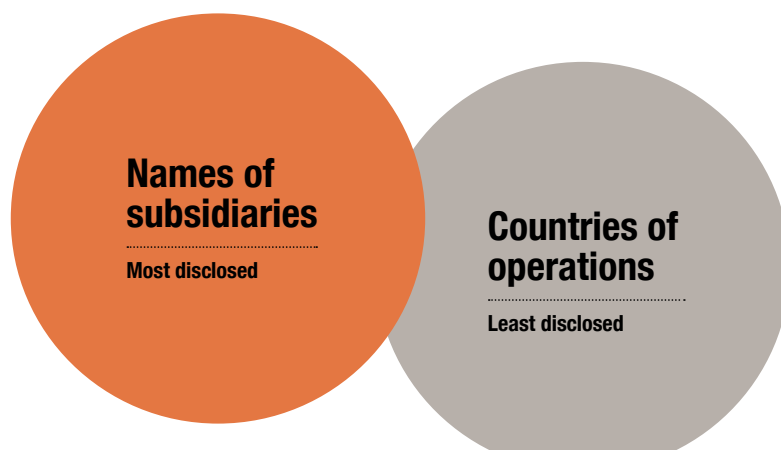 Names of
subsidiaries
Most disclosed
Countries of
operations
Least disclosed